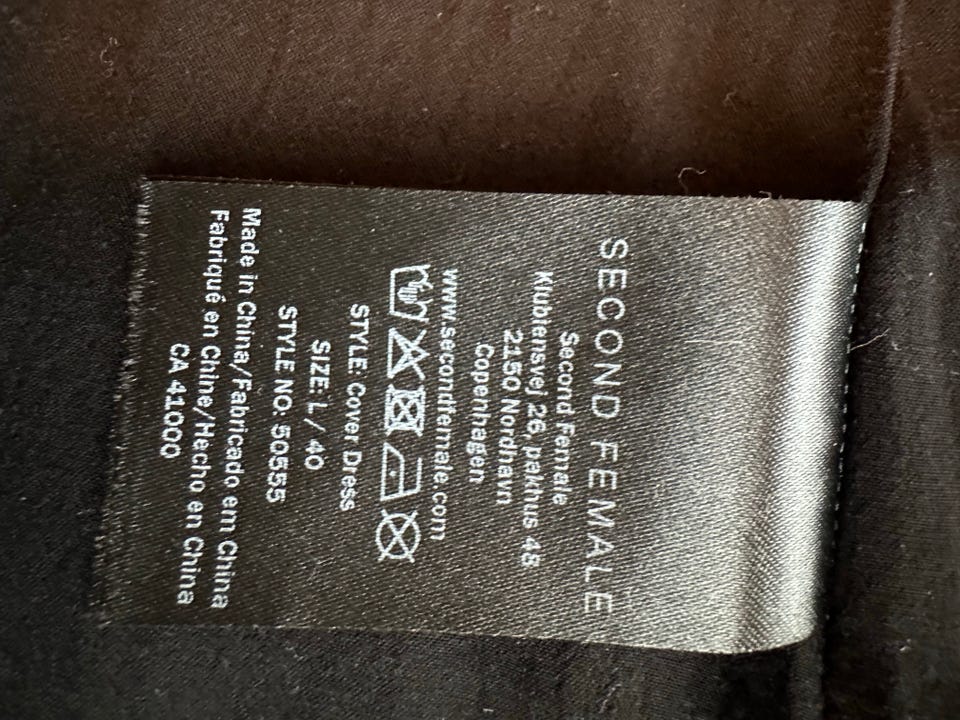 SECOND FEMALE
Second Female
Klubiensvej 26, pakhus 48
2150 Nordhavn
Copenhagen
www.secondfemale.com
STYLE: Cover Dress
SIZE: L / 40
STYLE NO: 50555
Made in China/Fabricado em China
Fabriqué en Chine/Hecho en China
CA 41000